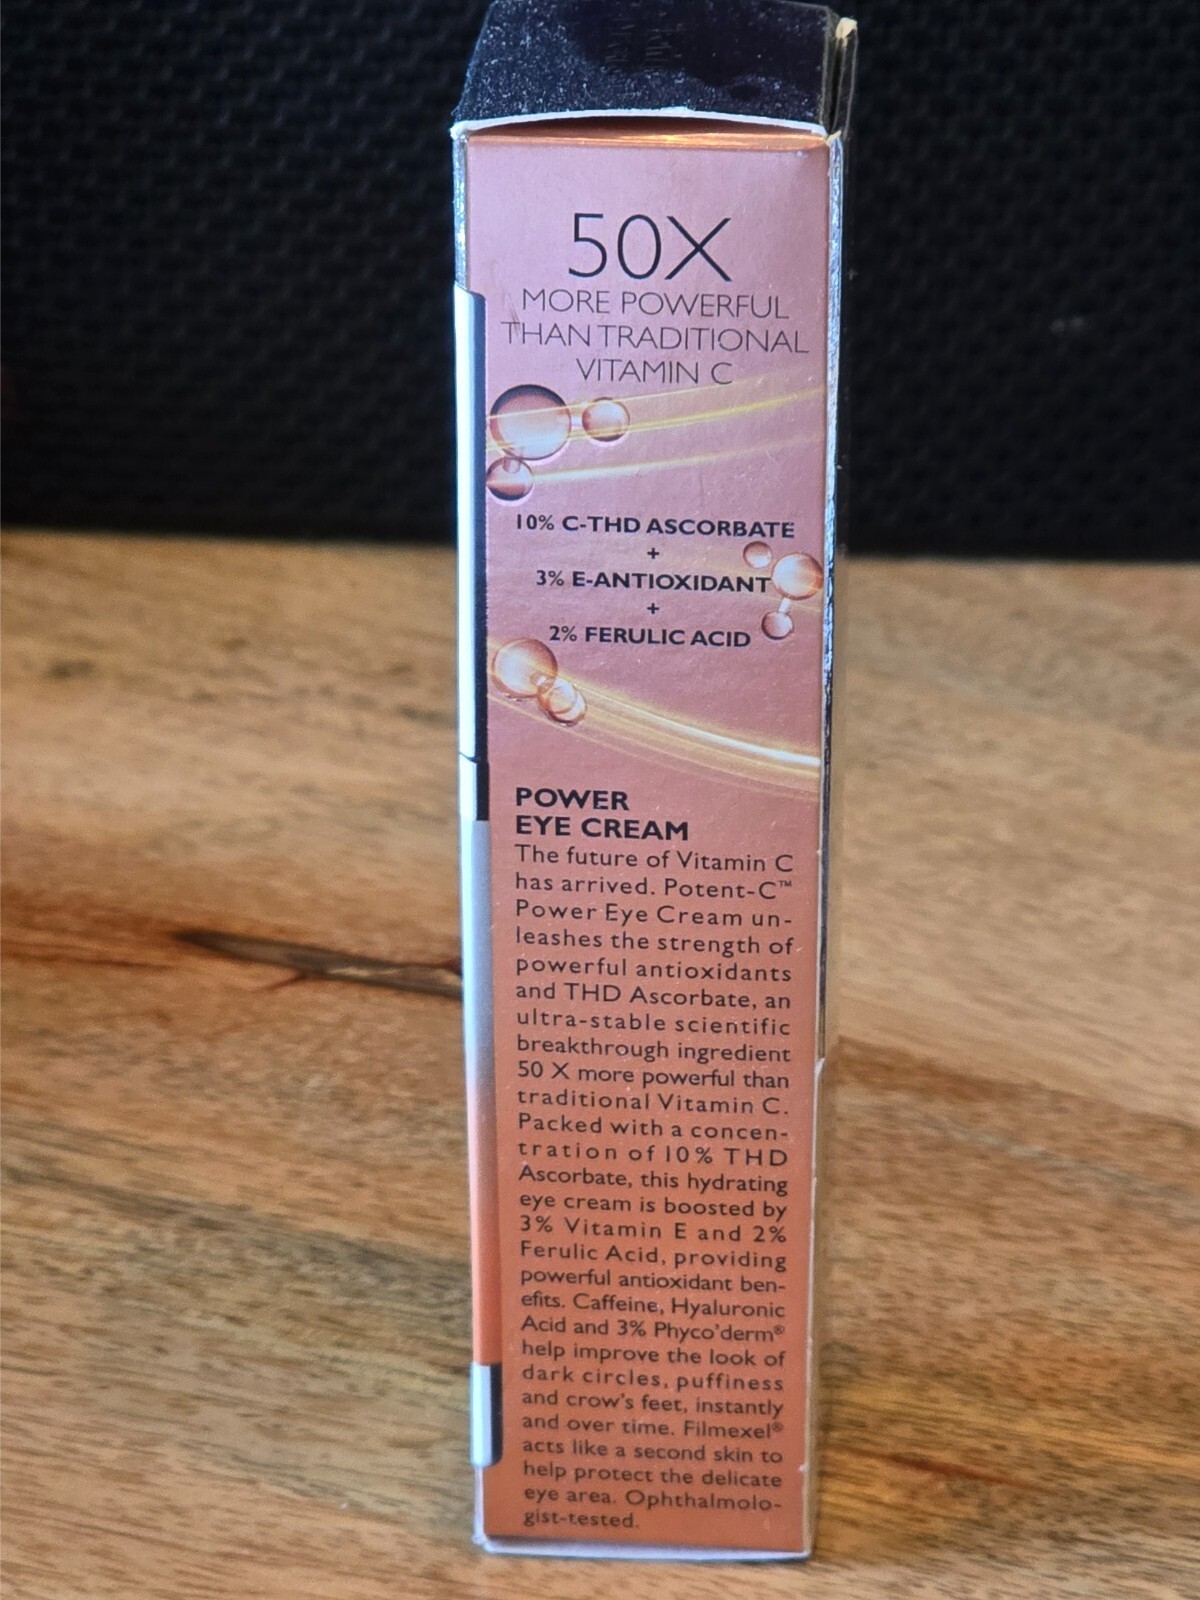 50X
MORE POWERFUL
THAN TRADITIONAL
VITAMIN C
10% C-THD ASCORBATE
+
3% E-ANTIOXIDANT
+
2% FERULIC ACID
POWER
EYE CREAM
The future of Vitamin C
has arrived. Potent-C™
Power Eye Cream un-
leashes the strength of
powerful antioxidants
and THD Ascorbate, an
ultra-stable scientific
breakthrough ingredient
50 X more powerful than
traditional Vitamin C.
Packed with a concen-
tration of 10% THD
Ascorbate, this hydrating
eye cream is boosted by
3% Vitamin E and 2%
Ferulic Acid, providing
powerful antioxidant ben-
efits. Caffeine, Hyaluronic
Acid and 3% Phyco'derm®
help improve the look of
dark circles, puffiness
and crow's feet, instantly
and over time. Filmexel®
acts like a second skin to
help protect the delicate
eye area. Ophthalmolo-
gist-tested.